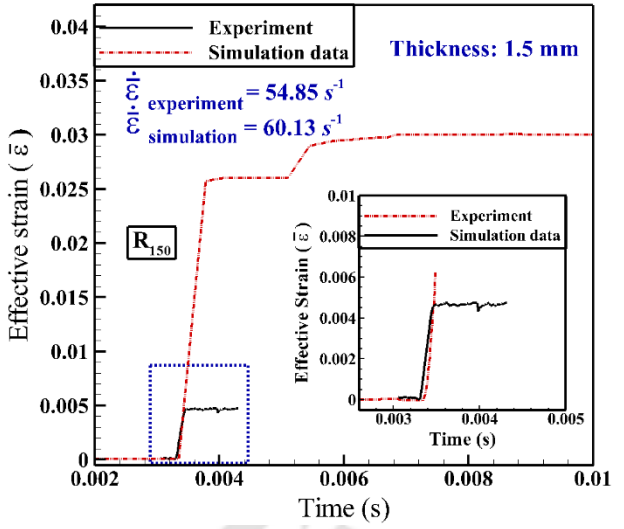 Experiment
Simulation data
Thickness: 1.5 mm
ε̄̇ experiment = 54.85 s⁻¹
ε̄̇ simulation = 60.13 s⁻¹
R₁₅₀
Effective strain ( ε̄ )
0.04
0.035
0.03
0.025
0.02
0.015
0.01
0.005
0
0.002 0.004 0.006 0.008 0.01
Time (s)
Experiment
Simulation data
Effective Strain ( ε̄ )
0.01
0.008
0.006
0.004
0.002
0
0.003 0.004 0.005
Time (s)